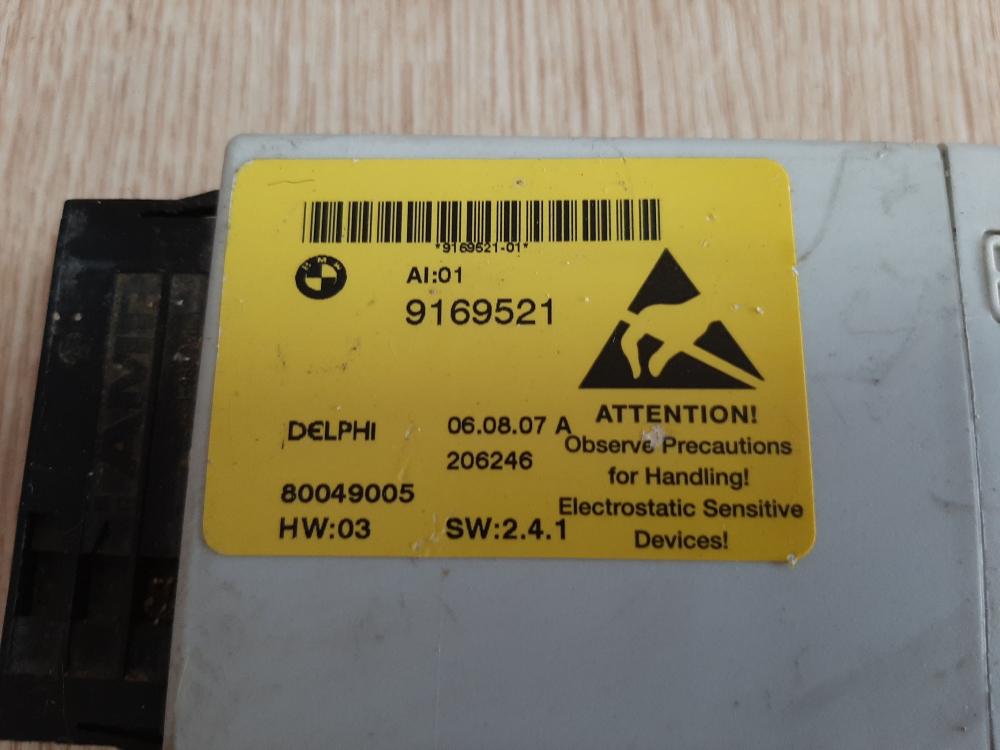 *9169521-01*
BMW
AI:01
9169521
DELPHI
06.08.07 A
206246
80049005
HW:03 SW:2.4.1
ATTENTION!
Observe Precautions
for Handling!
Electrostatic Sensitive
Devices!